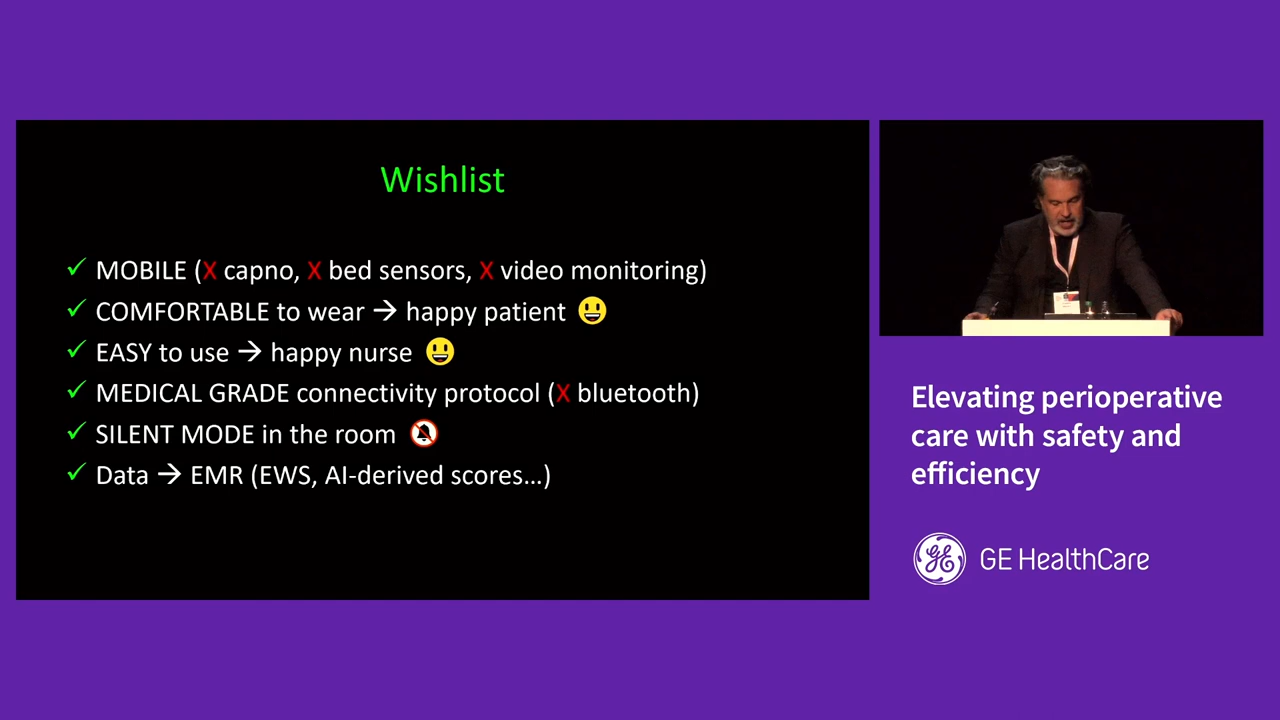 Wishlist
✓ MOBILE (X capno, X bed sensors, X video monitoring)
✓ COMFORTABLE to wear → happy patient 😃
✓ EASY to use → happy nurse 😃
✓ MEDICAL GRADE connectivity protocol (X bluetooth)
✓ SILENT MODE in the room 🔕
✓ Data → EMR (EWS, AI-derived scores...)
Elevating perioperative
care with safety and
efficiency
GE HealthCare